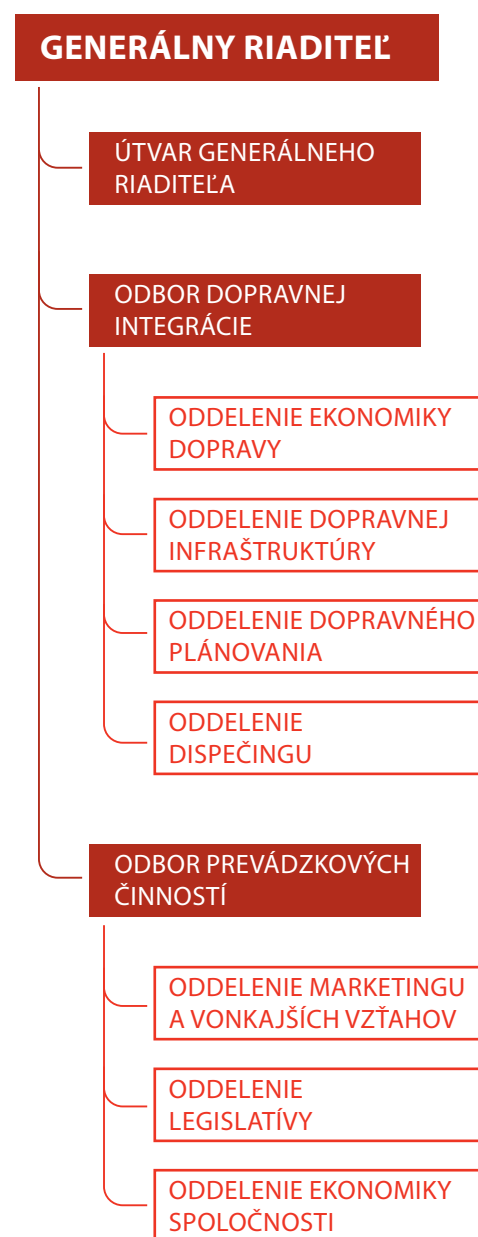 GENERÁLNY RIADITEĽ
ÚTVAR GENERÁLNEHO
RIADITEĽA
ODBOR DOPRAVNEJ
INTEGRÁCIE
ODDELENIE EKONOMIKY
DOPRAVY
ODDELENIE DOPRAVNEJ
INFRAŠTRUKTÚRY
ODDELENIE DOPRAVNÉHO
PLÁNOVANIA
ODDELENIE
DISPEČINGU
ODBOR PREVÁDZKOVÝCH
ČINNOSTÍ
ODDELENIE MARKETINGU
A VONKAJŠÍCH VZŤAHOV
ODDELENIE
LEGISLATÍVY
ODDELENIE EKONOMIKY
SPOLOČNOSTI